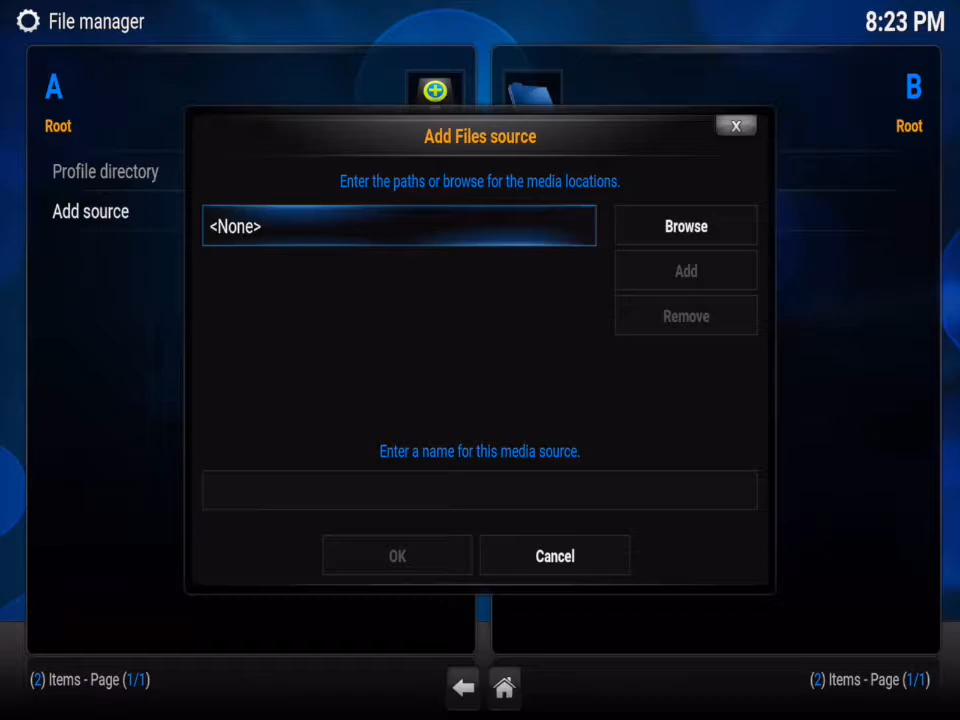 File manager
8:23 PM
A
B
Root
Root
Profile directory
Add source
Add Files source
X
Enter the paths or browse for the media locations.
<None>
Browse
Add
Remove
Enter a name for this media source.
OK
Cancel
(2) Items - Page (1/1)
(2) Items - Page (1/1)